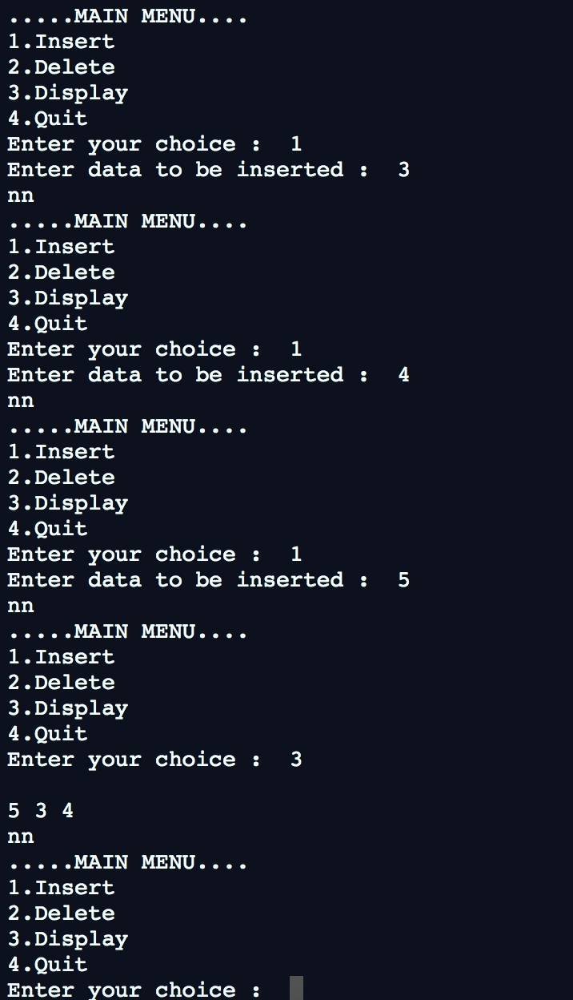 .....MAIN MENU....
1.Insert
2.Delete
3.Display
4.Quit
Enter your choice :  1
Enter data to be inserted :  3
nn
.....MAIN MENU....
1.Insert
2.Delete
3.Display
4.Quit
Enter your choice :  1
Enter data to be inserted :  4
nn
.....MAIN MENU....
1.Insert
2.Delete
3.Display
4.Quit
Enter your choice :  1
Enter data to be inserted :  5
nn
.....MAIN MENU....
1.Insert
2.Delete
3.Display
4.Quit
Enter your choice :  3

5 3 4
nn
.....MAIN MENU....
1.Insert
2.Delete
3.Display
4.Quit
Enter your choice :